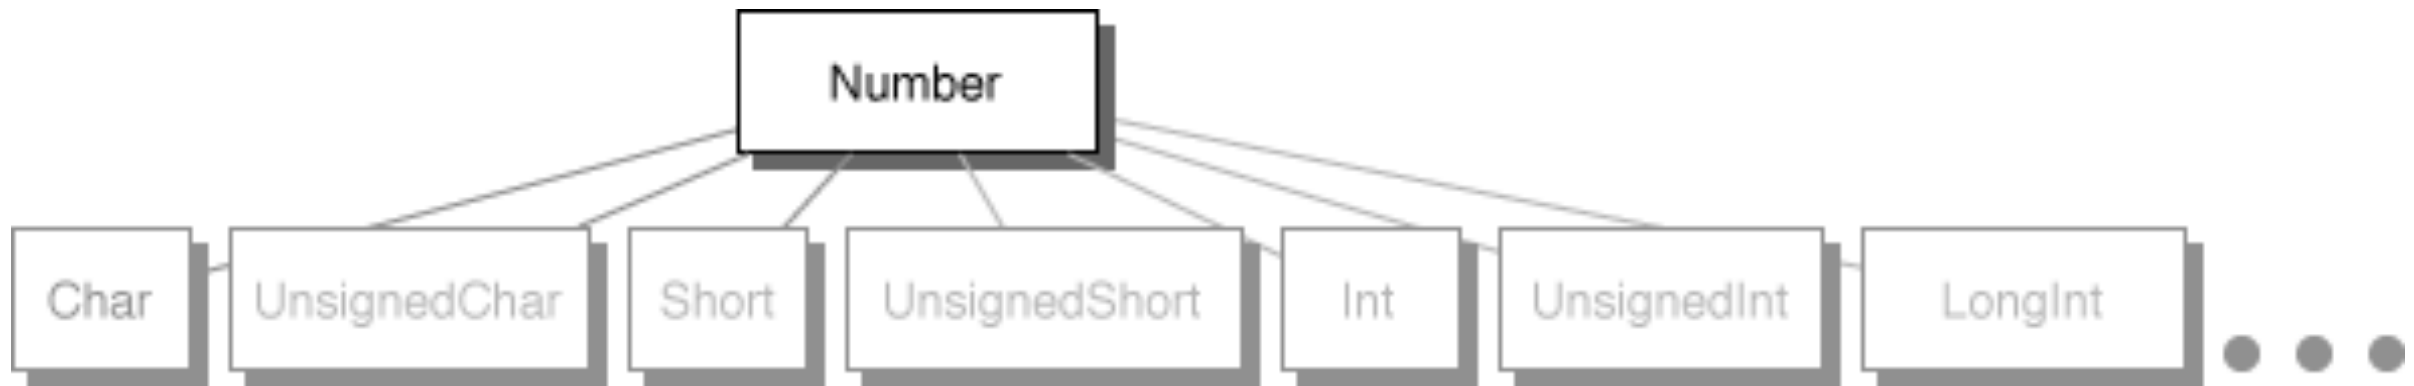 Number
Char
UnsignedChar
Short
UnsignedShort
Int
UnsignedInt
LongInt